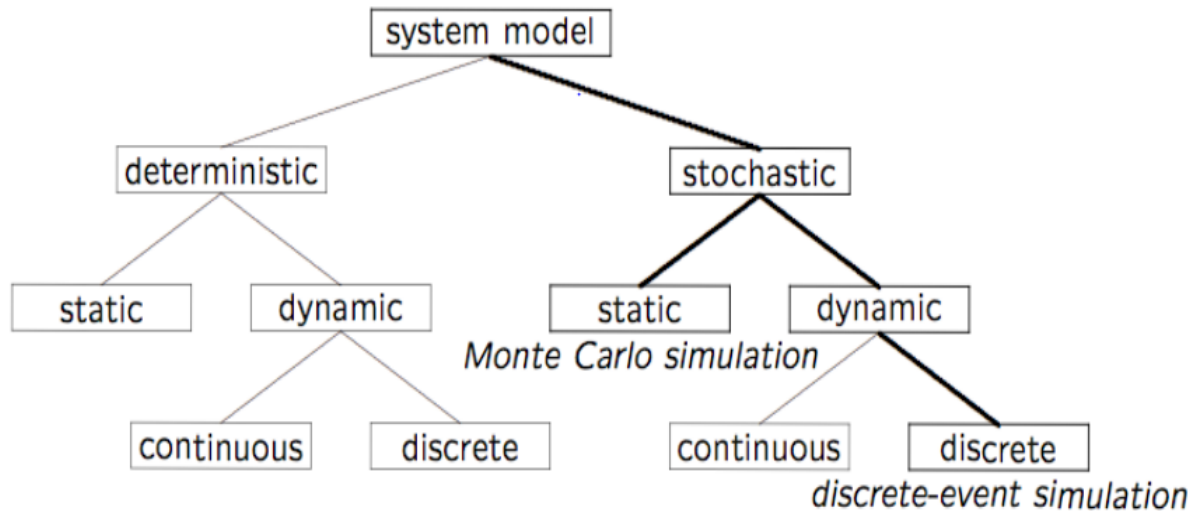 system model
deterministic
stochastic
static
dynamic
static
dynamic
Monte Carlo simulation
continuous
discrete
continuous
discrete
discrete-event simulation